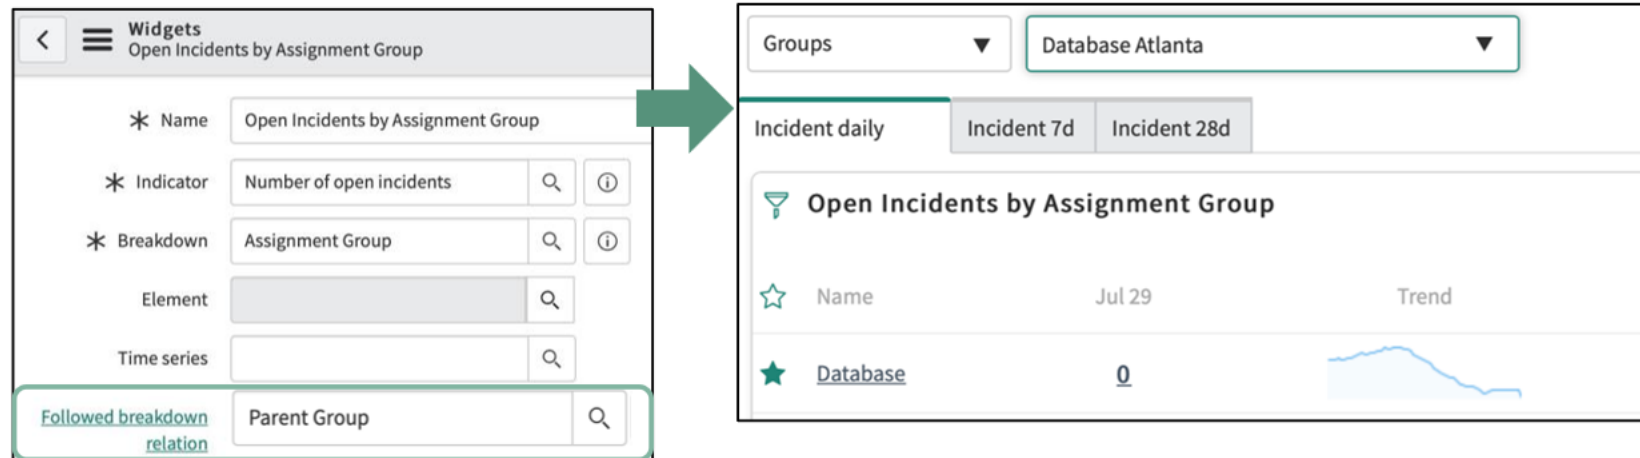 Widgets
Open Incidents by Assignment Group
Name
Open Incidents by Assignment Group
Indicator
Number of open incidents
Breakdown
Assignment Group
Element
Time series
Followed breakdown
relation
Parent Group
Groups
Database Atlanta
Incident daily
Incident 7d
Incident 28d
Open Incidents by Assignment Group
Name
Jul 29
Trend
Database
0